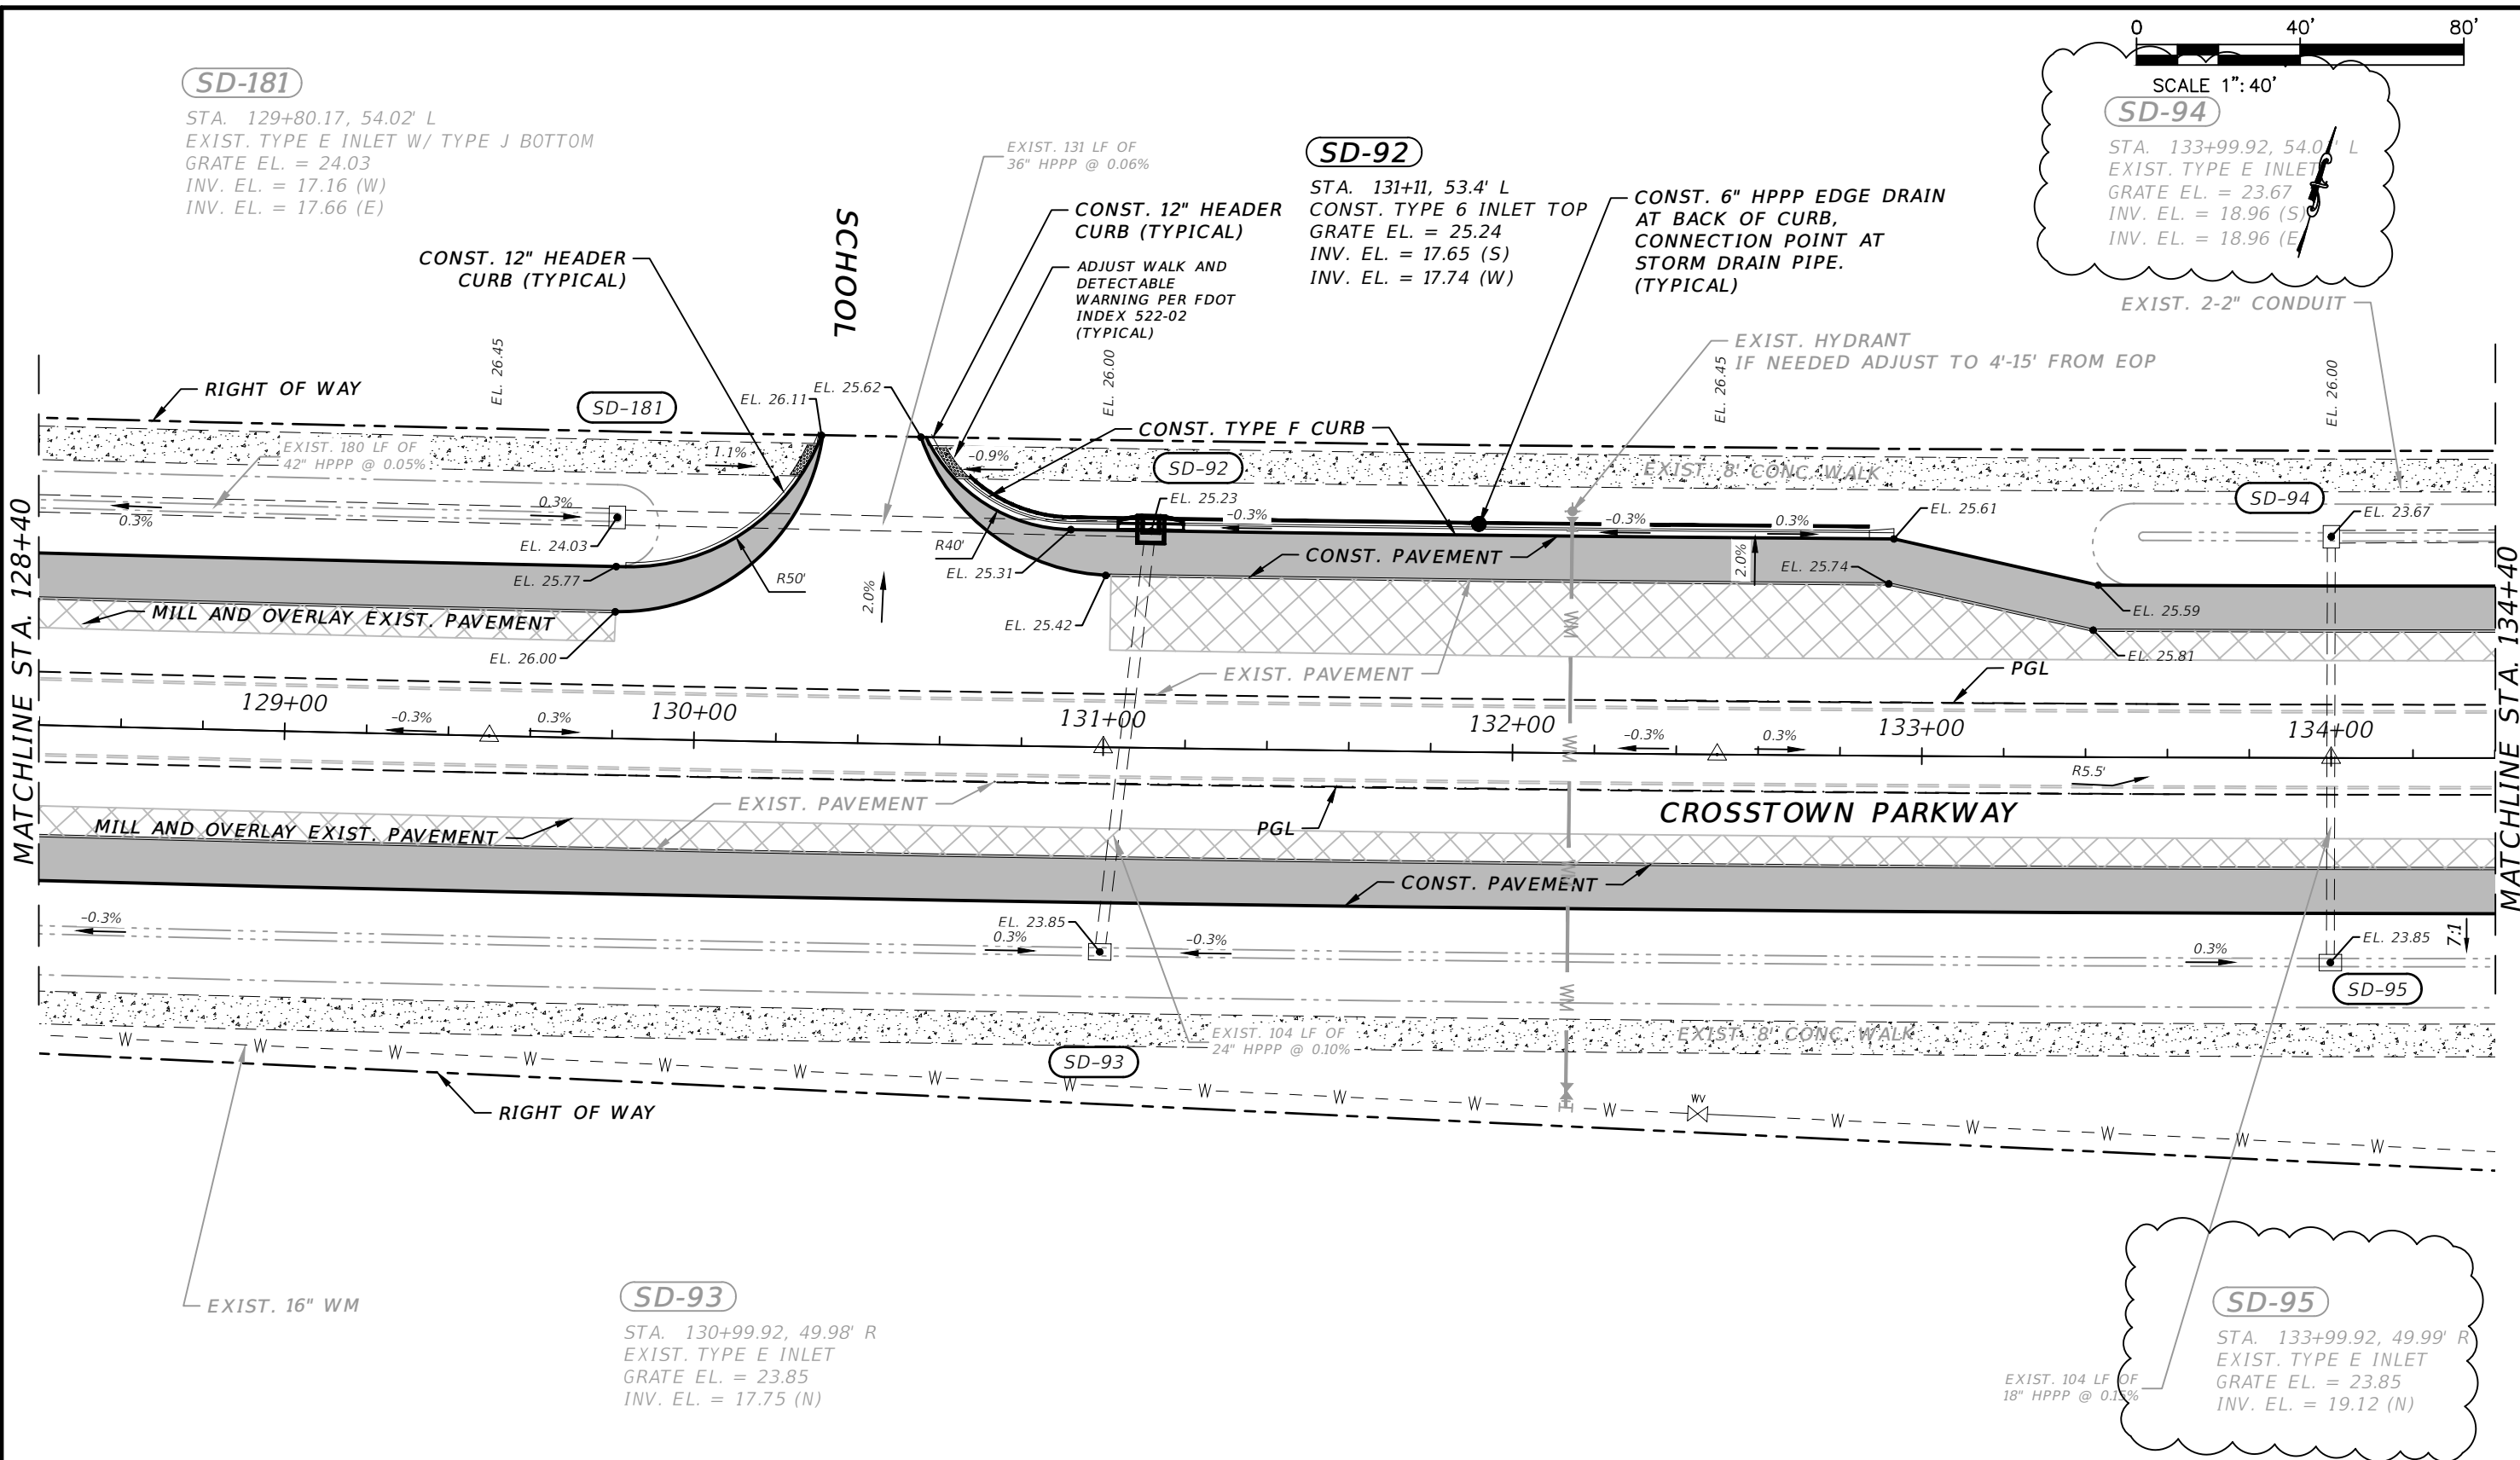 0 40' 80'
SCALE 1":40'
SD-181
STA. 129+80.17, 54.02' L
EXIST. TYPE E INLET W/ TYPE J BOTTOM
GRATE EL. = 24.03
INV. EL. = 17.16 (W)
INV. EL. = 17.66 (E)
EXIST. 131 LF OF
36" HPPP @ 0.06%
SD-92
STA. 131+11, 53.4' L
CONST. TYPE 6 INLET TOP
GRATE EL. = 25.24
INV. EL. = 17.65 (S)
INV. EL. = 17.74 (W)
CONST. 6" HPPP EDGE DRAIN
AT BACK OF CURB,
CONNECTION POINT AT
STORM DRAIN PIPE.
(TYPICAL)
SD-94
STA. 133+99.92, L
EXIST. TYPE E INLET
GRATE EL. = 23.67
INV. EL. = 18.96 (S)
INV. EL. = 18.96 (E)
CONST. 12" HEADER
CURB (TYPICAL)
SCHOOL
CONST. 12" HEADER
CURB (TYPICAL)
ADJUST WALK AND
DETECTABLE
WARNING PER FDOT
INDEX 522-02
(TYPICAL)
EXIST. 2-2" CONDUIT
EXIST. HYDRANT
IF NEEDED ADJUST TO 4'-15' FROM EOP
EL. 26.45
EL. 26.00
EL. 26.45
EL. 26.00
RIGHT OF WAY
SD-181
EL. 26.11
EL. 25.62
CONST. TYPE F CURB
EXIST. 180 LF OF
42" HPPP @ 0.05%
1.1%
-0.9%
SD-92
EXIST. 8' CONC. WALK
SD-94
0.3%
0.3%
EL. 25.23
-0.3%
-0.3%
0.3%
EL. 25.61
EL. 23.67
EL. 24.03
R40'
CONST. PAVEMENT
EL. 25.77
R50'
EL. 25.31
2.0%
2.0%
EL. 25.74
MILL AND OVERLAY EXIST. PAVEMENT
EL. 25.42
EL. 25.59
EL. 26.00
EL. 25.81
EXIST. PAVEMENT
PGL
MATCHLINE STA. 128+40
MATCHLINE STA. 134+40
129+00
130+00
131+00
132+00
133+00
134+00
-0.3%
0.3%
-0.3%
0.3%
R5.5'
EXIST. PAVEMENT
CROSSTOWN PARKWAY
MILL AND OVERLAY EXIST. PAVEMENT
PGL
CONST. PAVEMENT
-0.3%
EL. 23.85
0.3%
-0.3%
0.3%
EL. 23.85
7:1
SD-95
EXIST. 104 LF OF
24" HPPP @ 0.10%
EXIST. 8' CONC. WALK
SD-93
W W W W W W W W W W W W W W W W W
WV
RIGHT OF WAY
EXIST. 16" WM
SD-93
STA. 130+99.92, 49.98' R
EXIST. TYPE E INLET
GRATE EL. = 23.85
INV. EL. = 17.75 (N)
EXIST. 104 LF OF
18" HPPP @ 0.15%
SD-95
STA. 133+99.92, 49.99' R
EXIST. TYPE E INLET
GRATE EL. = 23.85
INV. EL. = 19.12 (N)